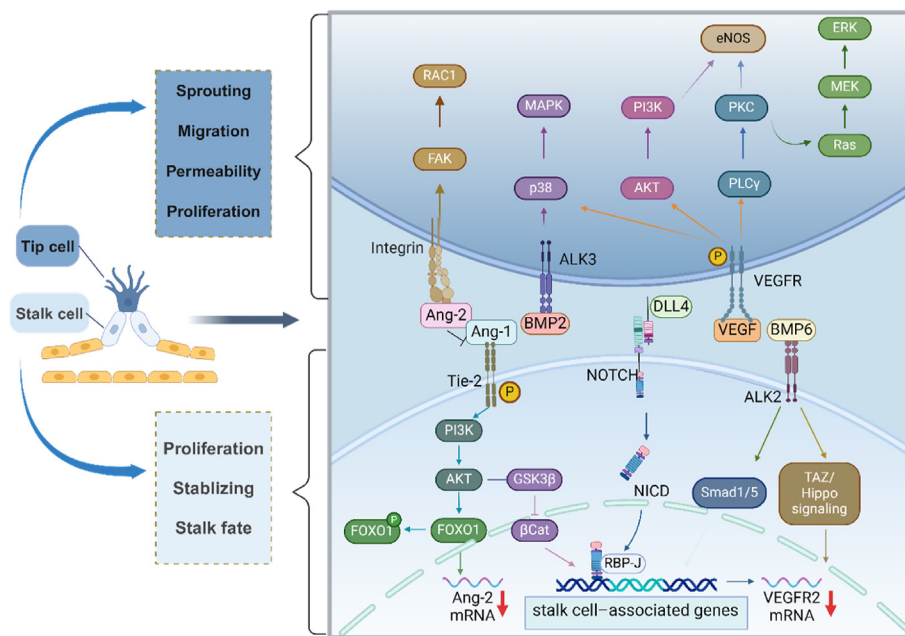 Sprouting
Migration
Permeability
Proliferation
Tip cell
Stalk cell
Proliferation
Stablizing
Stalk fate
RAC1
FAK
Integrin
MAPK
p38
ALK3
eNOS
PI3K
AKT
PKC
PLCγ
ERK
MEK
Ras
P
VEGFR
Ang-2
Ang-1
BMP2
DLL4
VEGF
BMP6
Tie-2
P
NOTCH
ALK2
PI3K
AKT
GSK3β
NICD
Smad1/5
TAZ/
Hippo
signaling
FOXO1
P
FOXO1
βCat
RBP-J
Ang-2
mRNA
stalk cell–associated genes
VEGFR2
mRNA